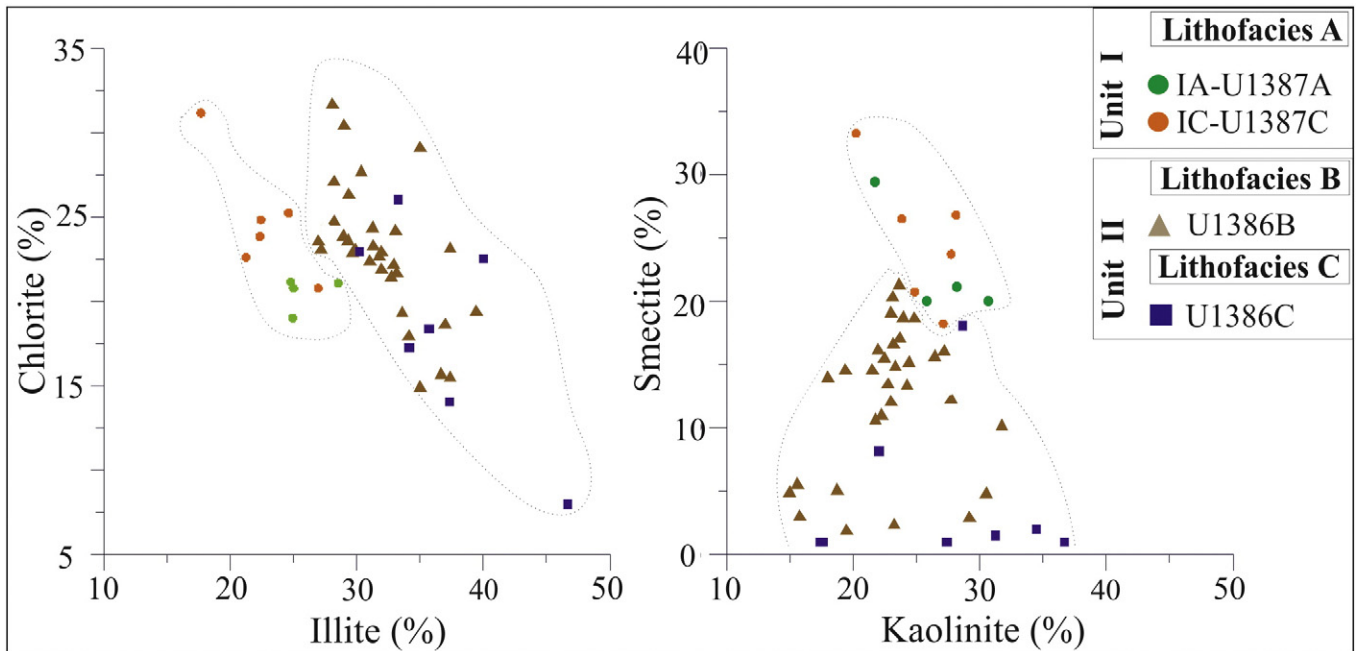 35
25
15
5
10
20
30
40
50
Chlorite (%)
Illite (%)
40
30
20
10
0
10
20
30
40
50
Smectite (%)
Kaolinite (%)
Unit I
Lithofacies A
IA-U1387A
IC-U1387C
Unit II
Lithofacies B
U1386B
Lithofacies C
U1386C